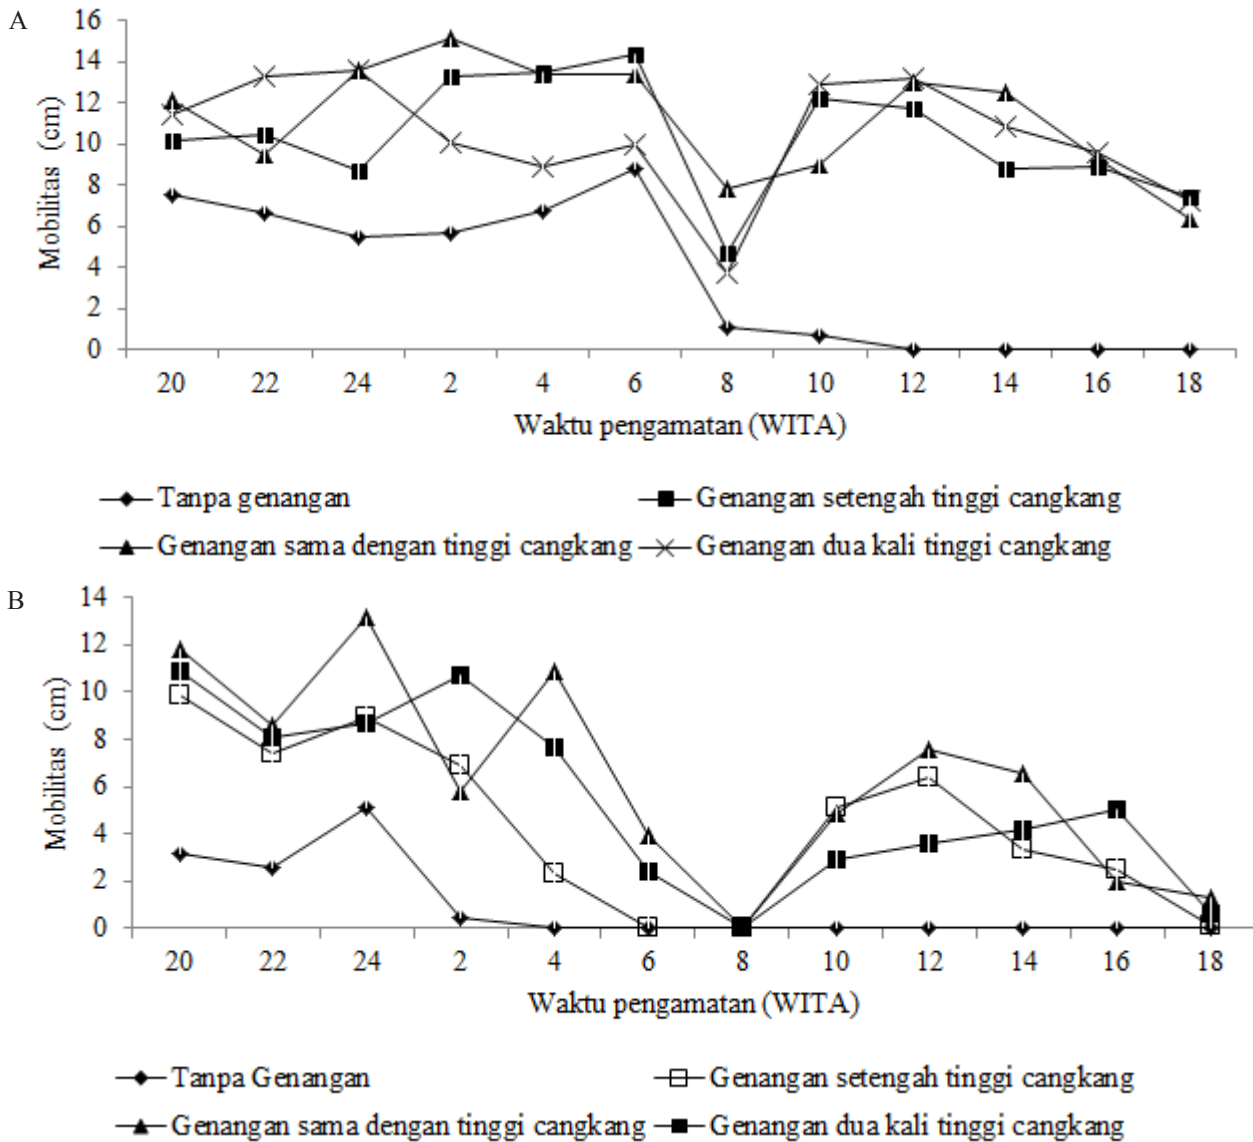 A
Mobilitas (cm)
16
14
12
10
8
6
4
2
0
20 22 24 2 4 6 8 10 12 14 16 18
Waktu pengamatan (WITA)
Tanpa genangan Genangan setengah tinggi cangkang
Genangan sama dengan tinggi cangkang Genangan dua kali tinggi cangkang
B
Mobilitas (cm)
14
12
10
8
6
4
2
0
20 22 24 2 4 6 8 10 12 14 16 18
Waktu pengamatan (WITA)
Tanpa Genangan Genangan setengah tinggi cangkang
Genangan sama dengan tinggi cangkang Genangan dua kali tinggi cangkang